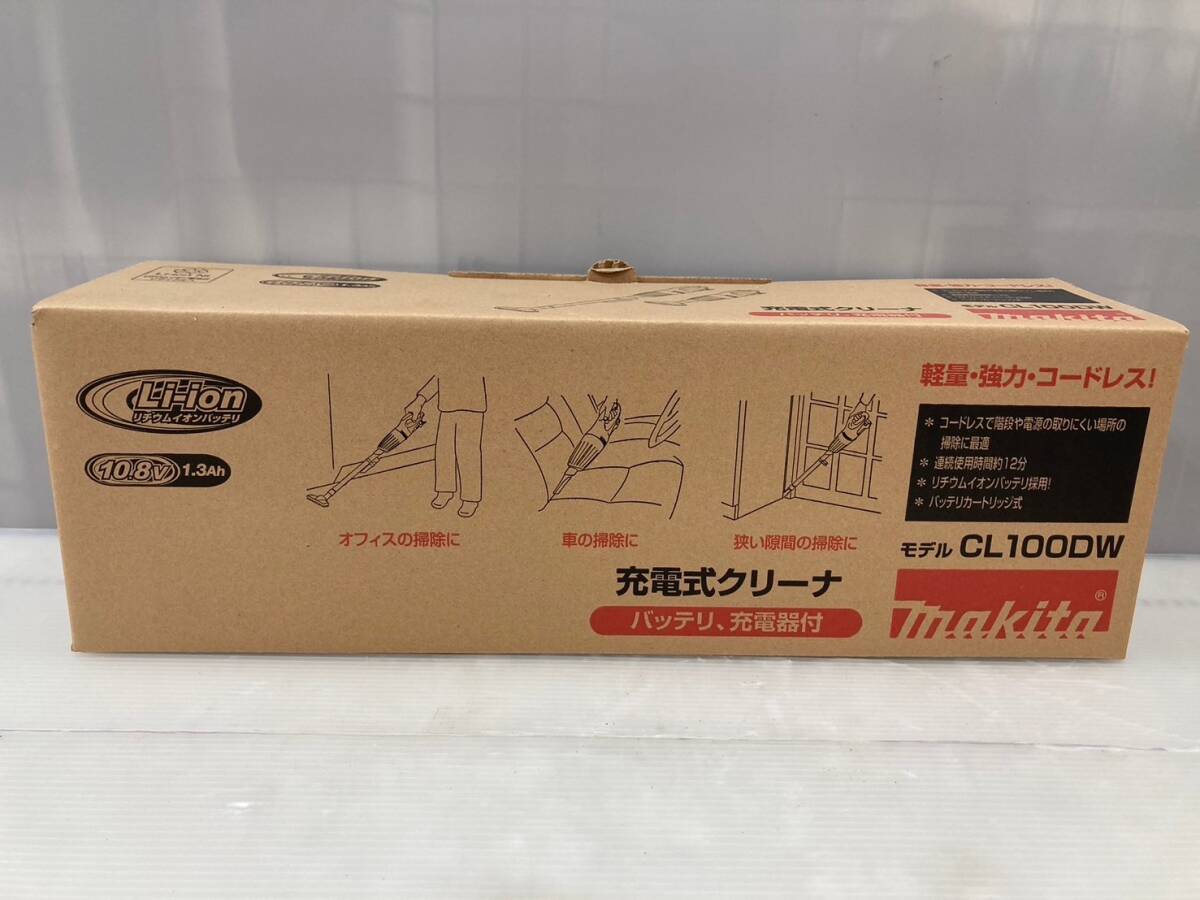 充電式クリーナ
モデル CL100DW
makita
Li-ion
リチウムイオンバッテリ
10.8V 1.3Ah
オフィスの掃除に
車の掃除に
狭い隙間の掃除に
充電式クリーナ
バッテリ、充電器付
軽量・強力・コードレス!
* コードレスで階段や電源の取りにくい場所の
掃除に最適
* 連続使用時間約12分
* リチウムイオンバッテリ採用!
* バッテリカートリッジ式
モデル CL100DW
makita®